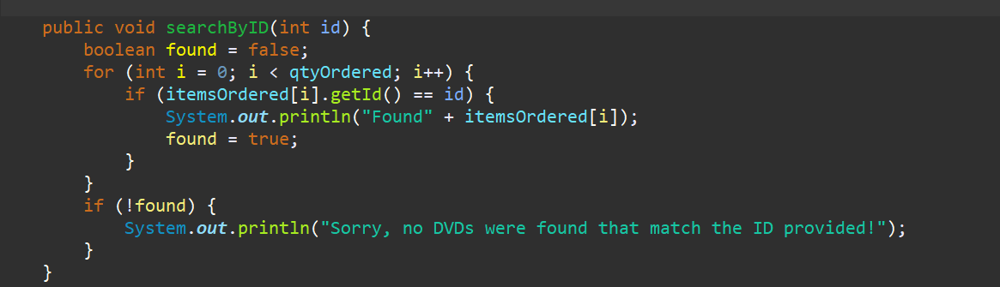 public void searchByID(int id) {
    boolean found = false;
    for (int i = 0; i < qtyOrdered; i++) {
        if (itemsOrdered[i].getId() == id) {
            System.out.println("Found" + itemsOrdered[i]);
            found = true;
        }
    }
    if (!found) {
        System.out.println("Sorry, no DVDs were found that match the ID provided!");
    }
}